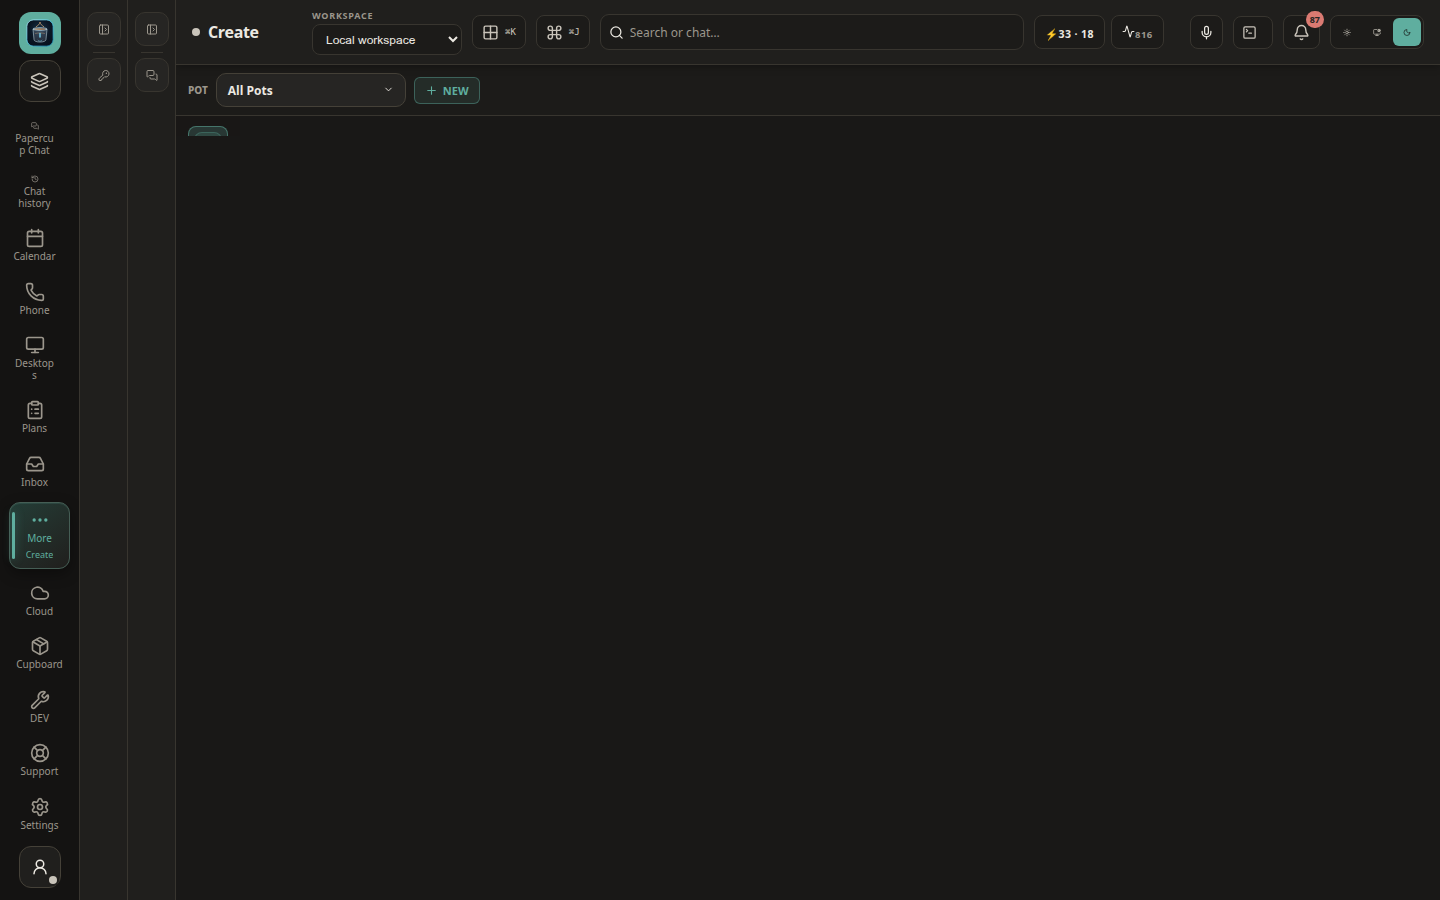 Create
WORKSPACE
Local workspace
⌘K
⌘J
Search or chat...
⚡33 · 18
816
87
POT
All Pots
NEW
Papercu
p Chat
Chat
history
Calendar
Phone
Desktop
s
Plans
Inbox
More
Create
Cloud
Cupboard
DEV
Support
Settings